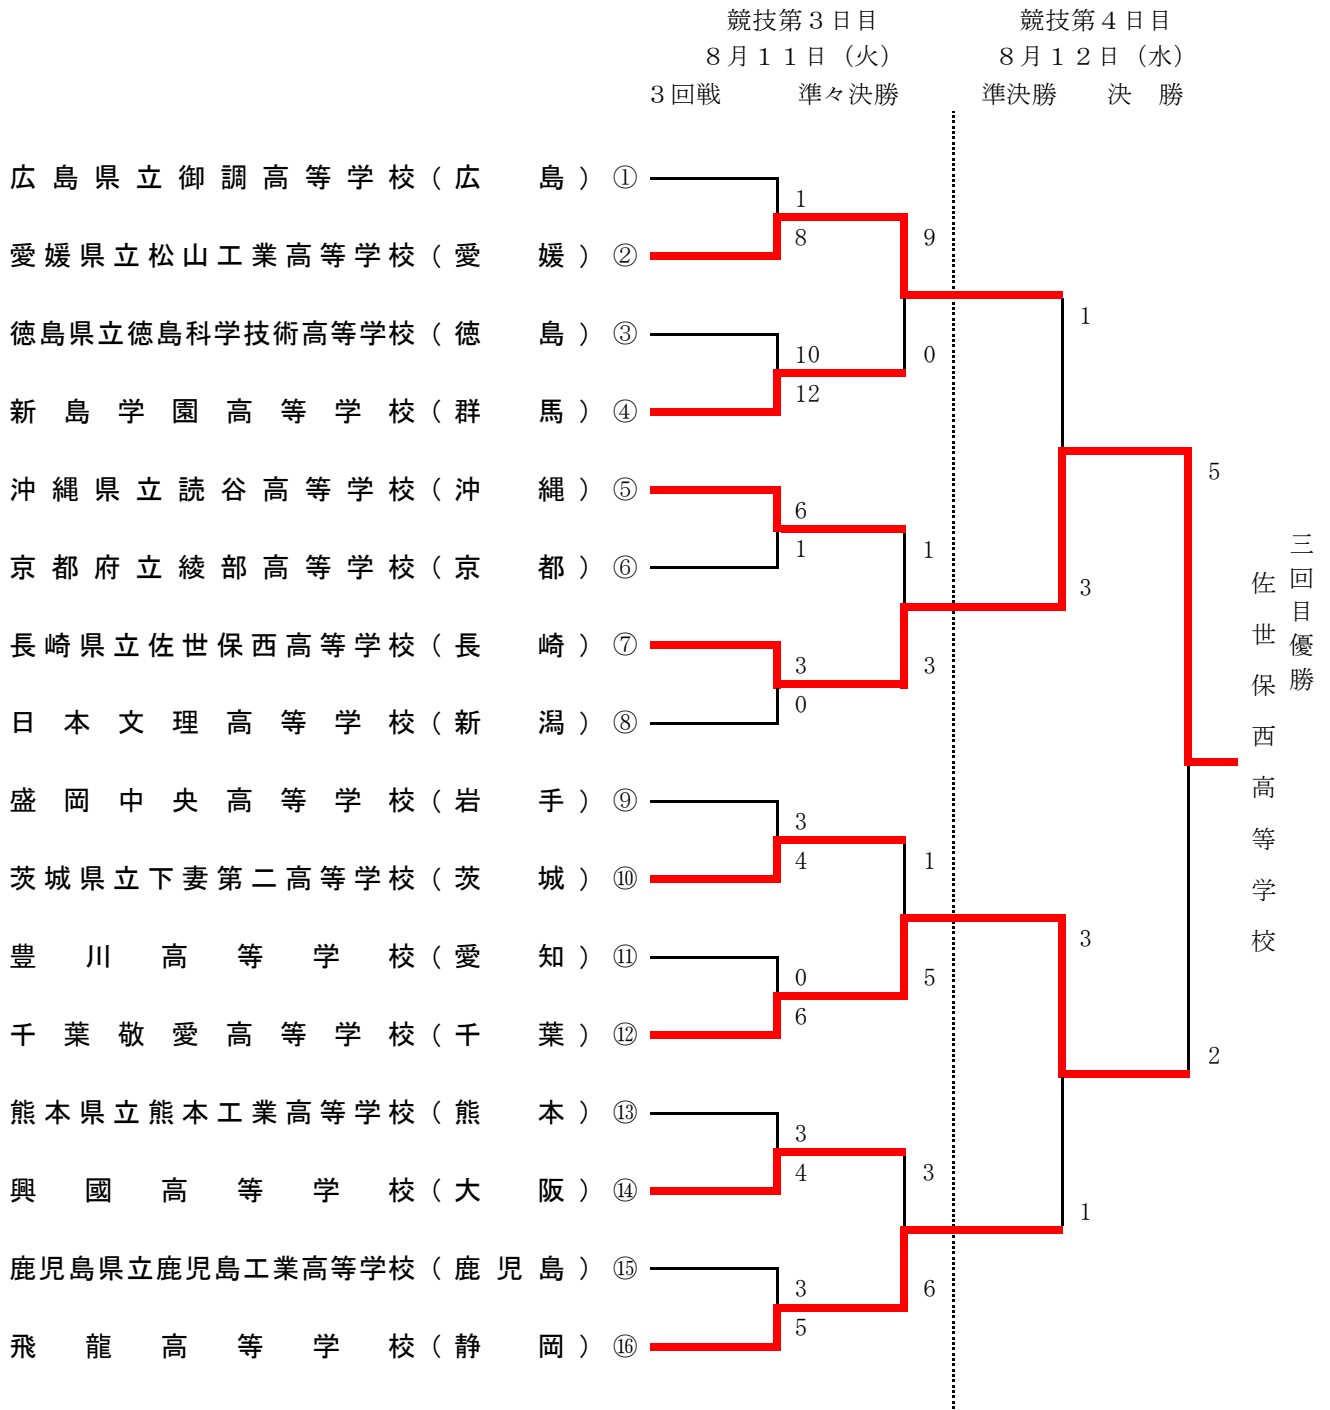 競技第３日目 競技第４日目
８月１１日（火） ８月１２日（水）
３回戦 準々決勝 準決勝 決勝
広島県立御調高等学校（広島）①
1
8
9
愛媛県立松山工業高等学校（愛媛）②
1
徳島県立徳島科学技術高等学校（徳島）③
10
0
12
新島学園高等学校（群馬）④
5
沖縄県立読谷高等学校（沖縄）⑤
6
1
1
京都府立綾部高等学校（京都）⑥
3
長崎県立佐世保西高等学校（長崎）⑦
3
3
0
日本文理高等学校（新潟）⑧
三回目優勝
佐世保西高等学校
盛岡中央高等学校（岩手）⑨
3
4
1
茨城県立下妻第二高等学校（茨城）⑩
3
豊川高等学校（愛知）⑪
0
5
6
千葉敬愛高等学校（千葉）⑫
2
熊本県立熊本工業高等学校（熊本）⑬
3
4
3
興國高等学校（大阪）⑭
1
鹿児島県立鹿児島工業高等学校（鹿児島）⑮
3
6
5
飛龍高等学校（静岡）⑯